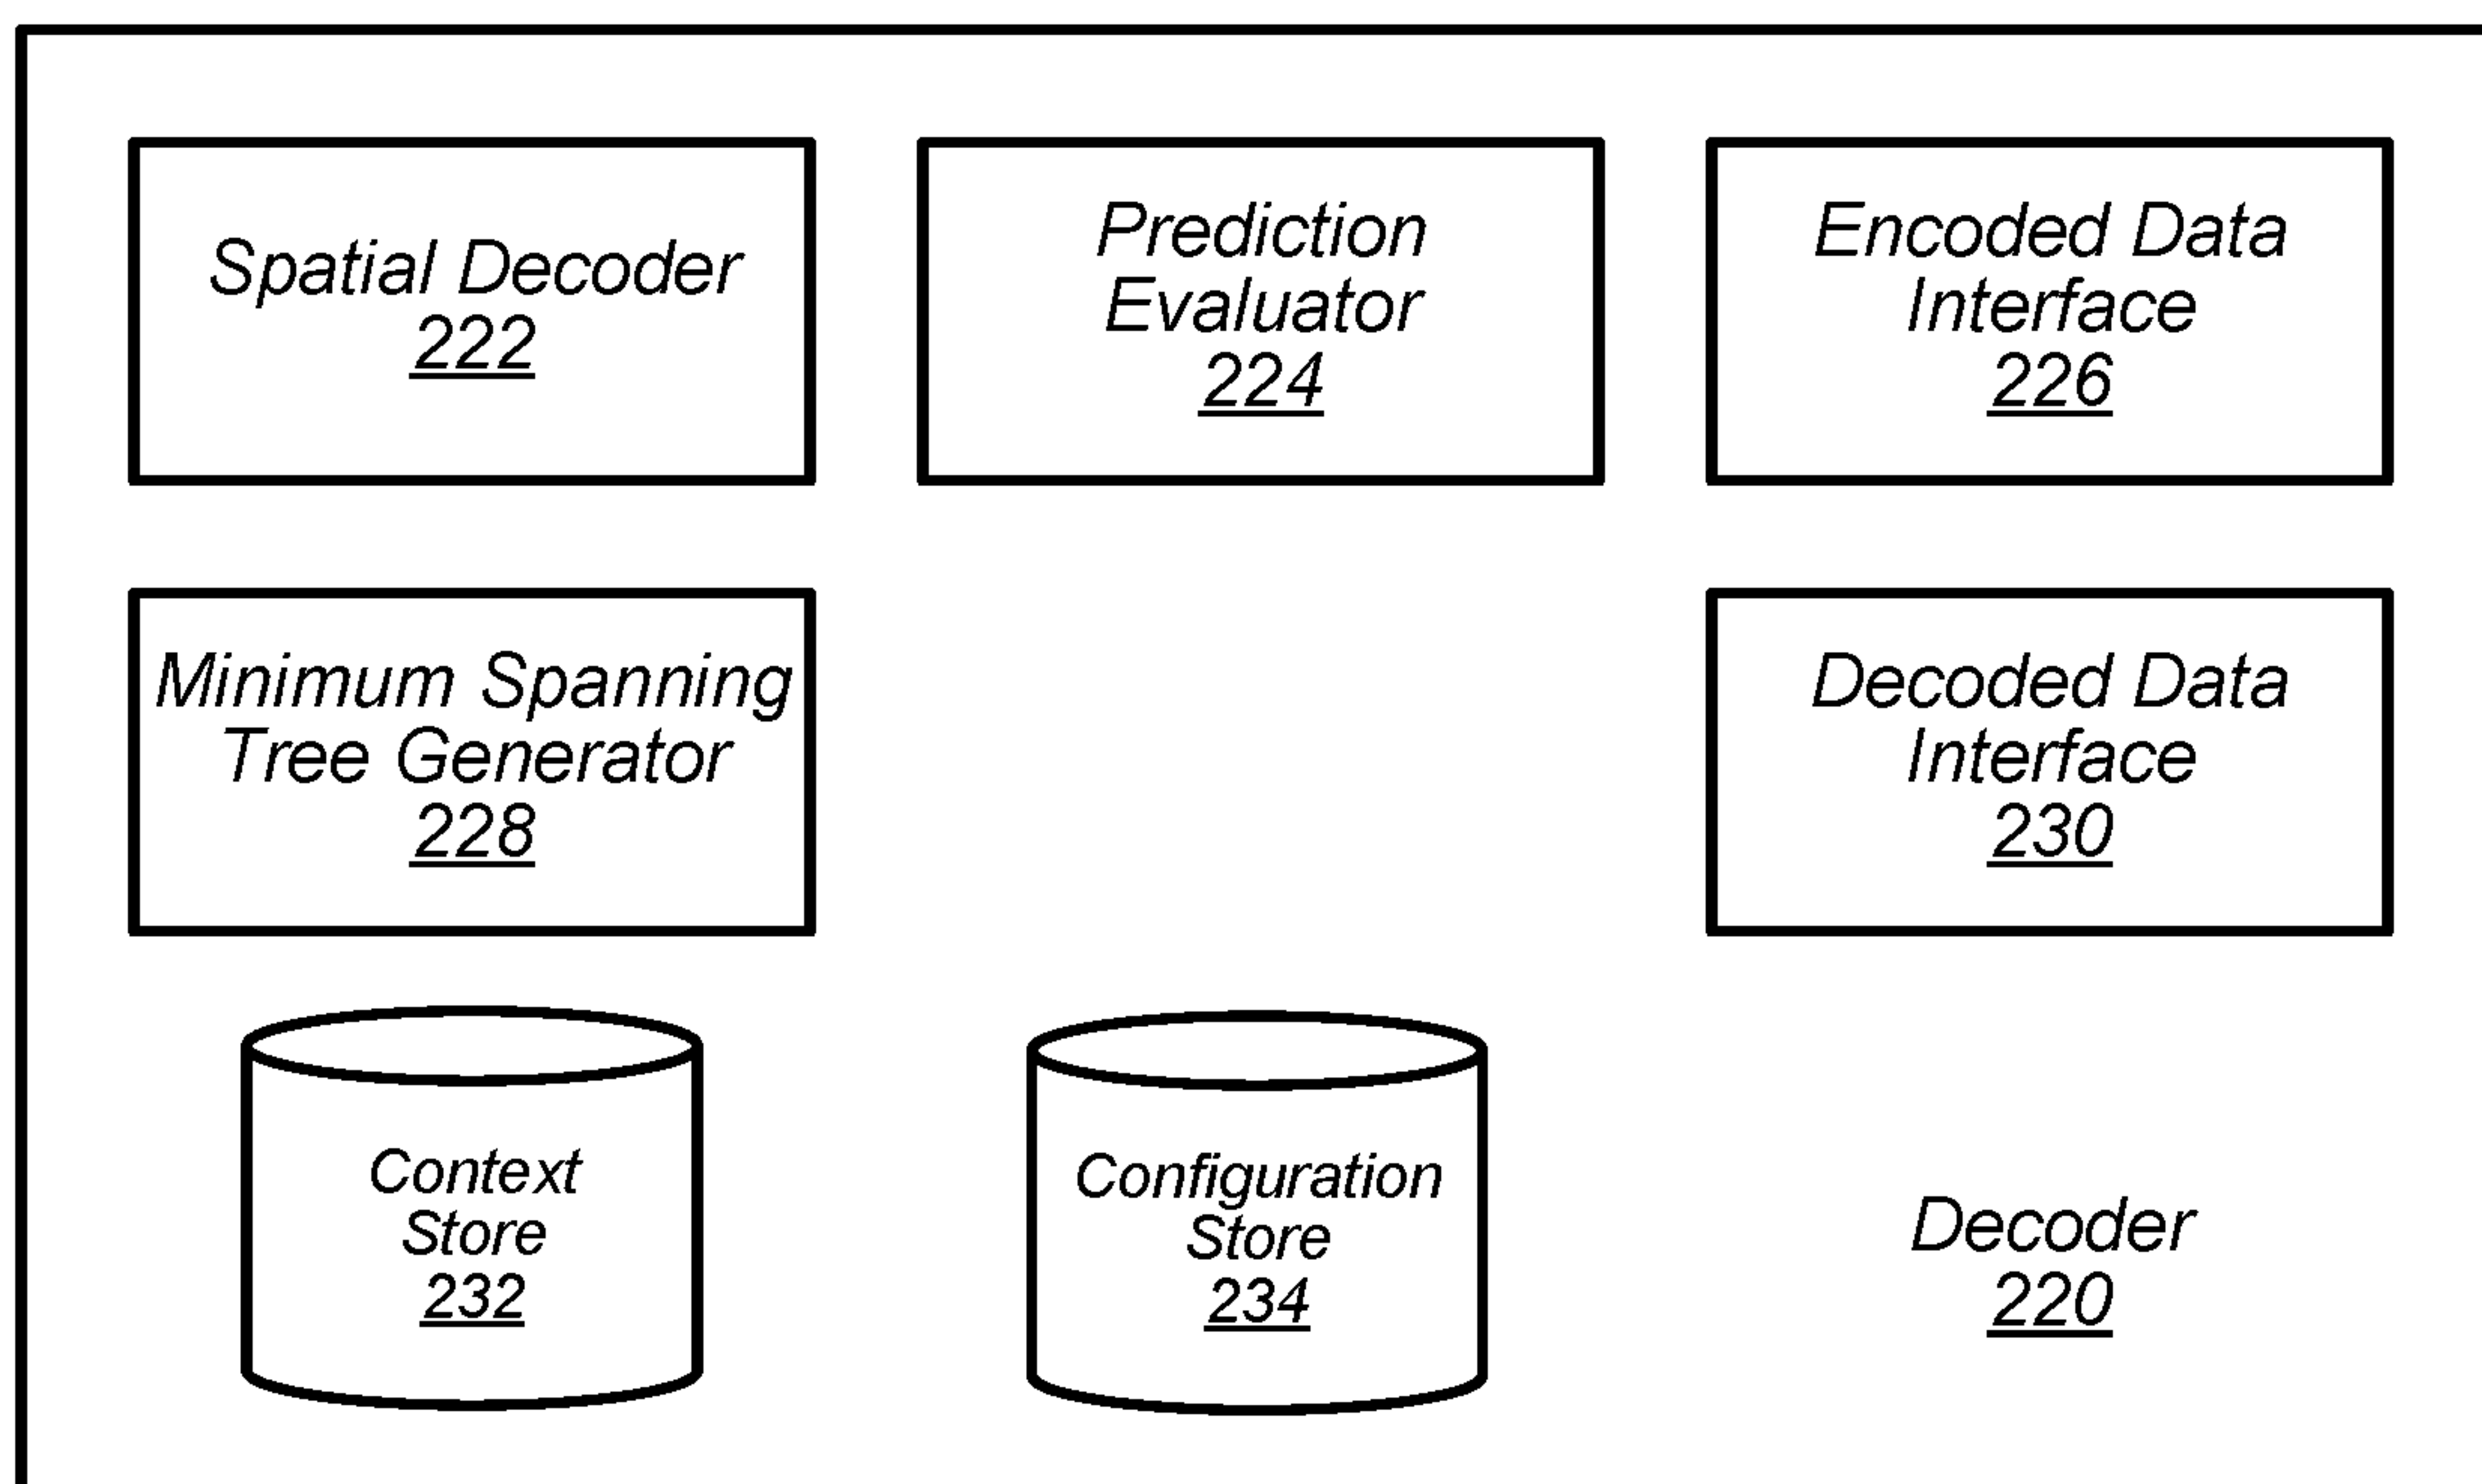 Spatial Decoder
222
Prediction
Evaluator
224
Encoded Data
Interface
226
Minimum Spanning
Tree Generator
228
Decoded Data
Interface
230
Context
Store
232
Configuration
Store
234
Decoder
220